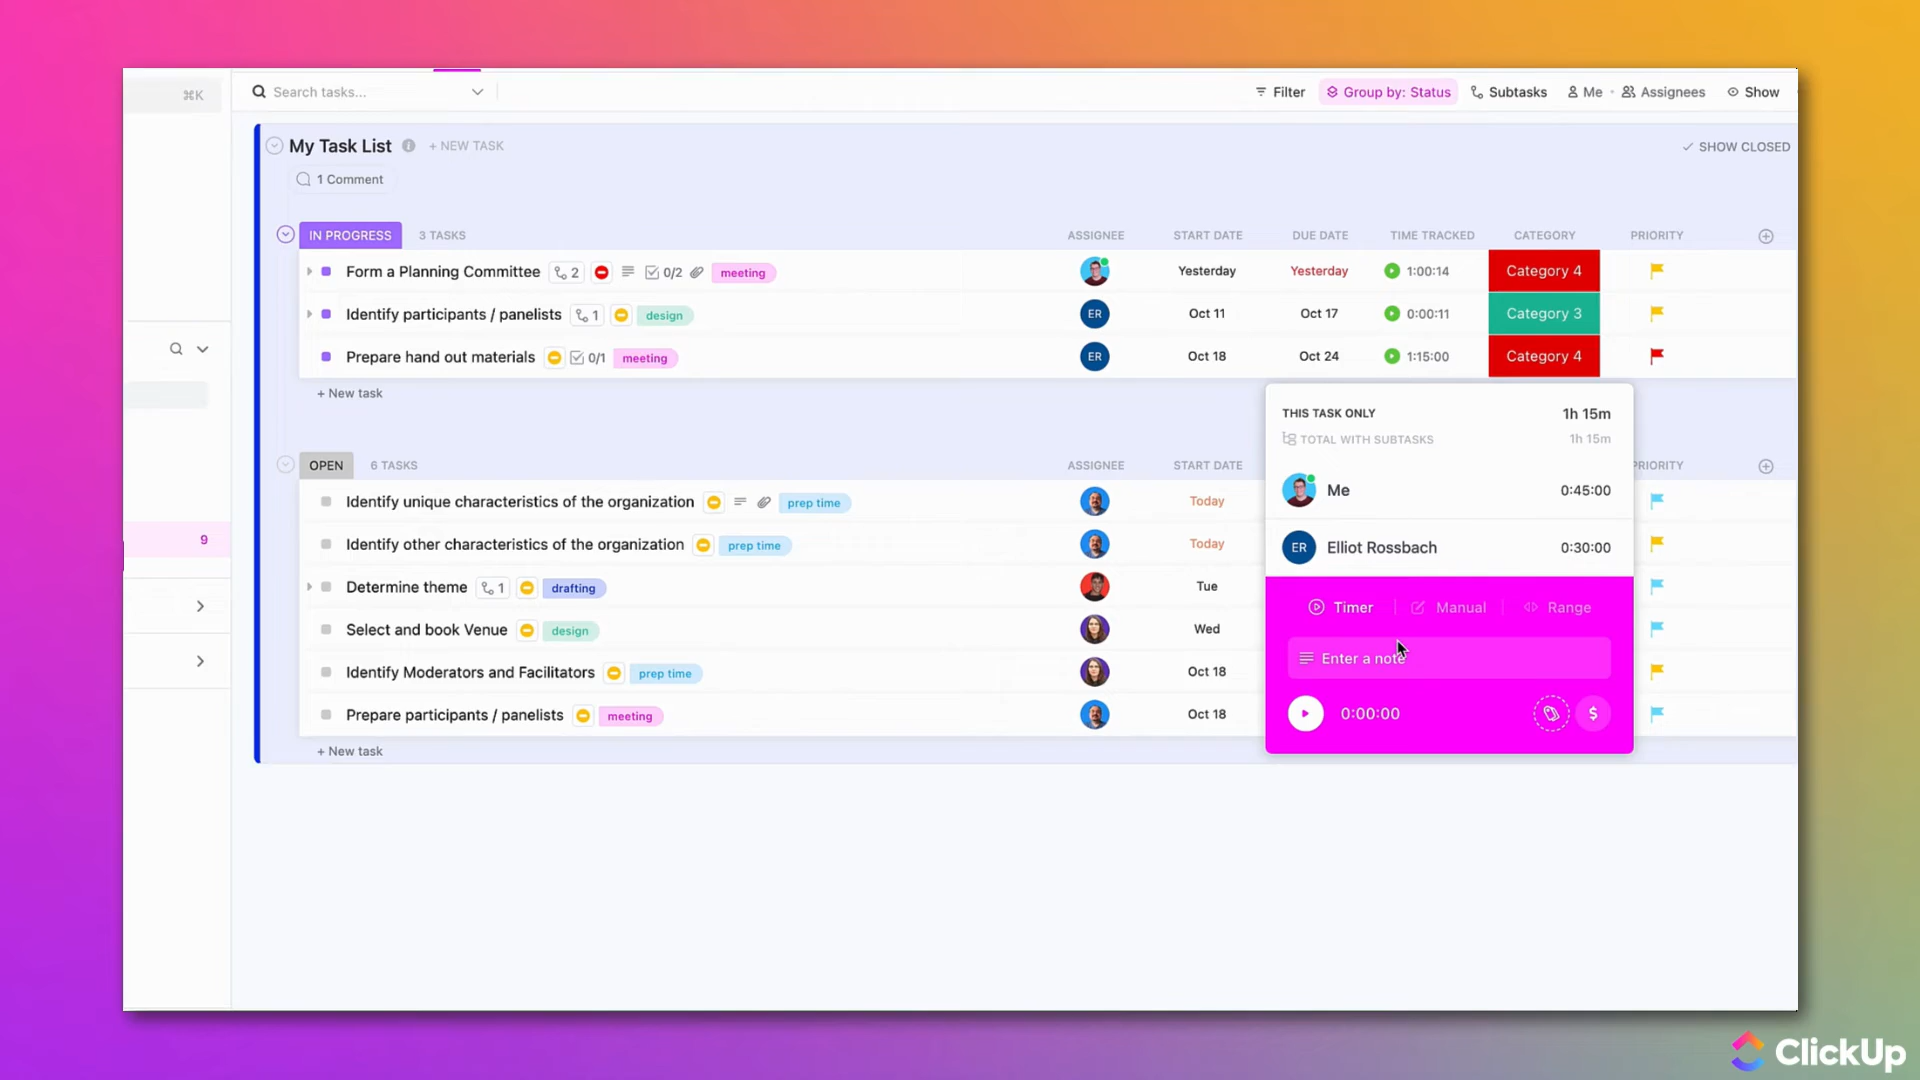 ⌘K
Search tasks...
Filter
Group by: Status
Subtasks
Me
Assignees
Show
My Task List
+ NEW TASK
SHOW CLOSED
1 Comment
IN PROGRESS
3 TASKS
ASSIGNEE
START DATE
DUE DATE
TIME TRACKED
CATEGORY
PRIORITY
Form a Planning Committee 2 0/2 meeting
Yesterday
Yesterday
1:00:14
Category 4
Identify participants / panelists 1 design
ER
Oct 11
Oct 17
0:00:11
Category 3
Prepare hand out materials 0/1 meeting
ER
Oct 18
Oct 24
1:15:00
Category 4
+ New task
THIS TASK ONLY 1h 15m
TOTAL WITH SUBTASKS 1h 15m
Me 0:45:00
ER Elliot Rossbach 0:30:00
Timer
Manual
Range
Enter a note
0:00:00
$
OPEN
6 TASKS
ASSIGNEE
START DATE
PRIORITY
Identify unique characteristics of the organization prep time
Today
Identify other characteristics of the organization prep time
Today
Determine theme 1 drafting
Tue
Select and book Venue design
Wed
Identify Moderators and Facilitators prep time
Oct 18
Prepare participants / panelists meeting
Oct 18
+ New task
9
ClickUp